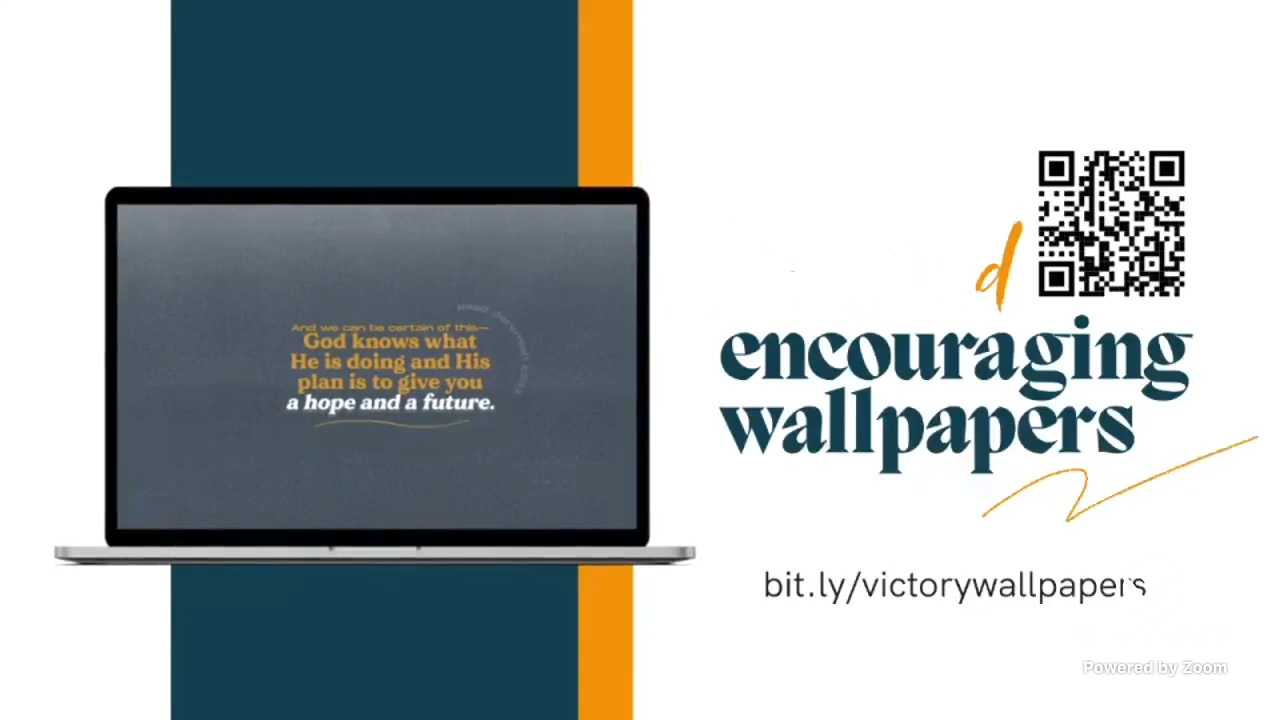 d
encouraging
wallpapers
And we can be certain of this—
God knows what
He is doing and His
plan is to give you
a hope and a future.
bit.ly/victorywallpapers
Powered by Zoom